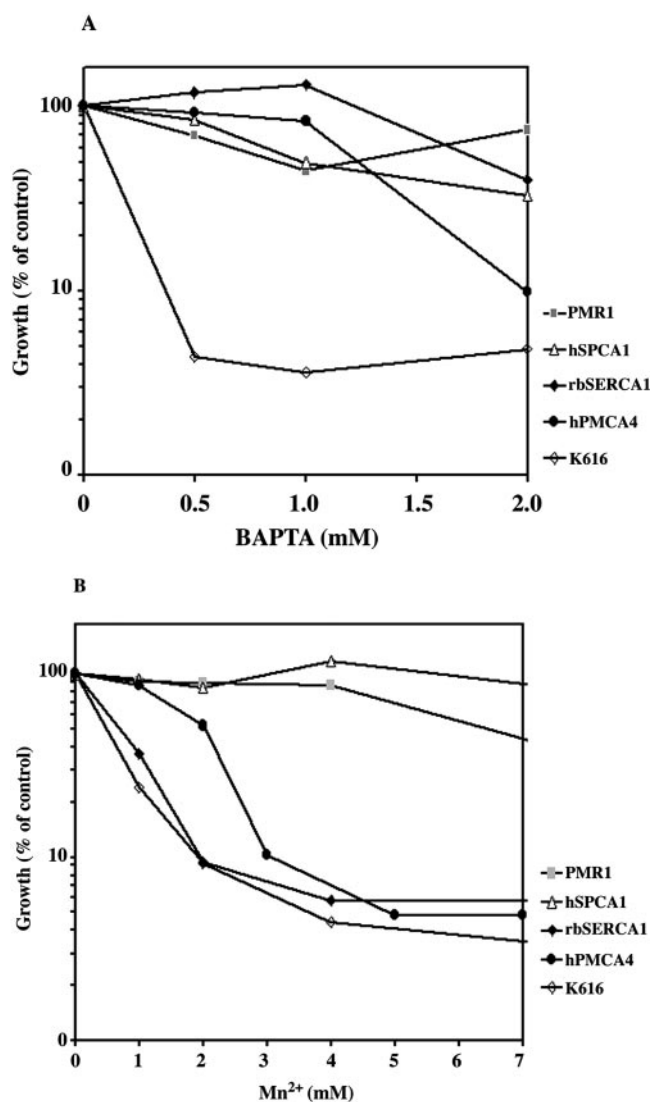 A
100
10
0
Growth (% of control)
0
0.5
1.0
1.5
2.0
BAPTA (mM)
PMR1
hSPCA1
rbSERCA1
hPMCA4
K616
B
100
10
0
Growth (% of control)
0
1
2
3
4
5
6
7
Mn²⁺ (mM)
PMR1
hSPCA1
rbSERCA1
hPMCA4
K616